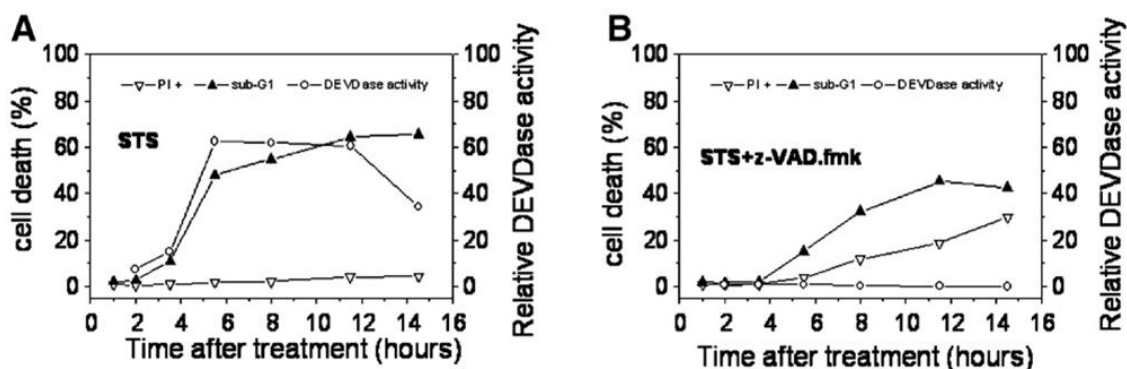 A
100
80
60
40
20
0
cell death (%)
PI + sub-G1 DEVDase activity
STS
100
80
60
40
20
0
Relative DEVDase activity
0 2 4 6 8 10 12 14 16
Time after treatment (hours)
B
100
80
60
40
20
0
cell death (%)
PI + sub-G1 DEVDase activity
STS+z-VAD.fmk
100
80
60
40
20
0
Relative DEVDase activity
0 2 4 6 8 10 12 14 16
Time after treatment (hours)